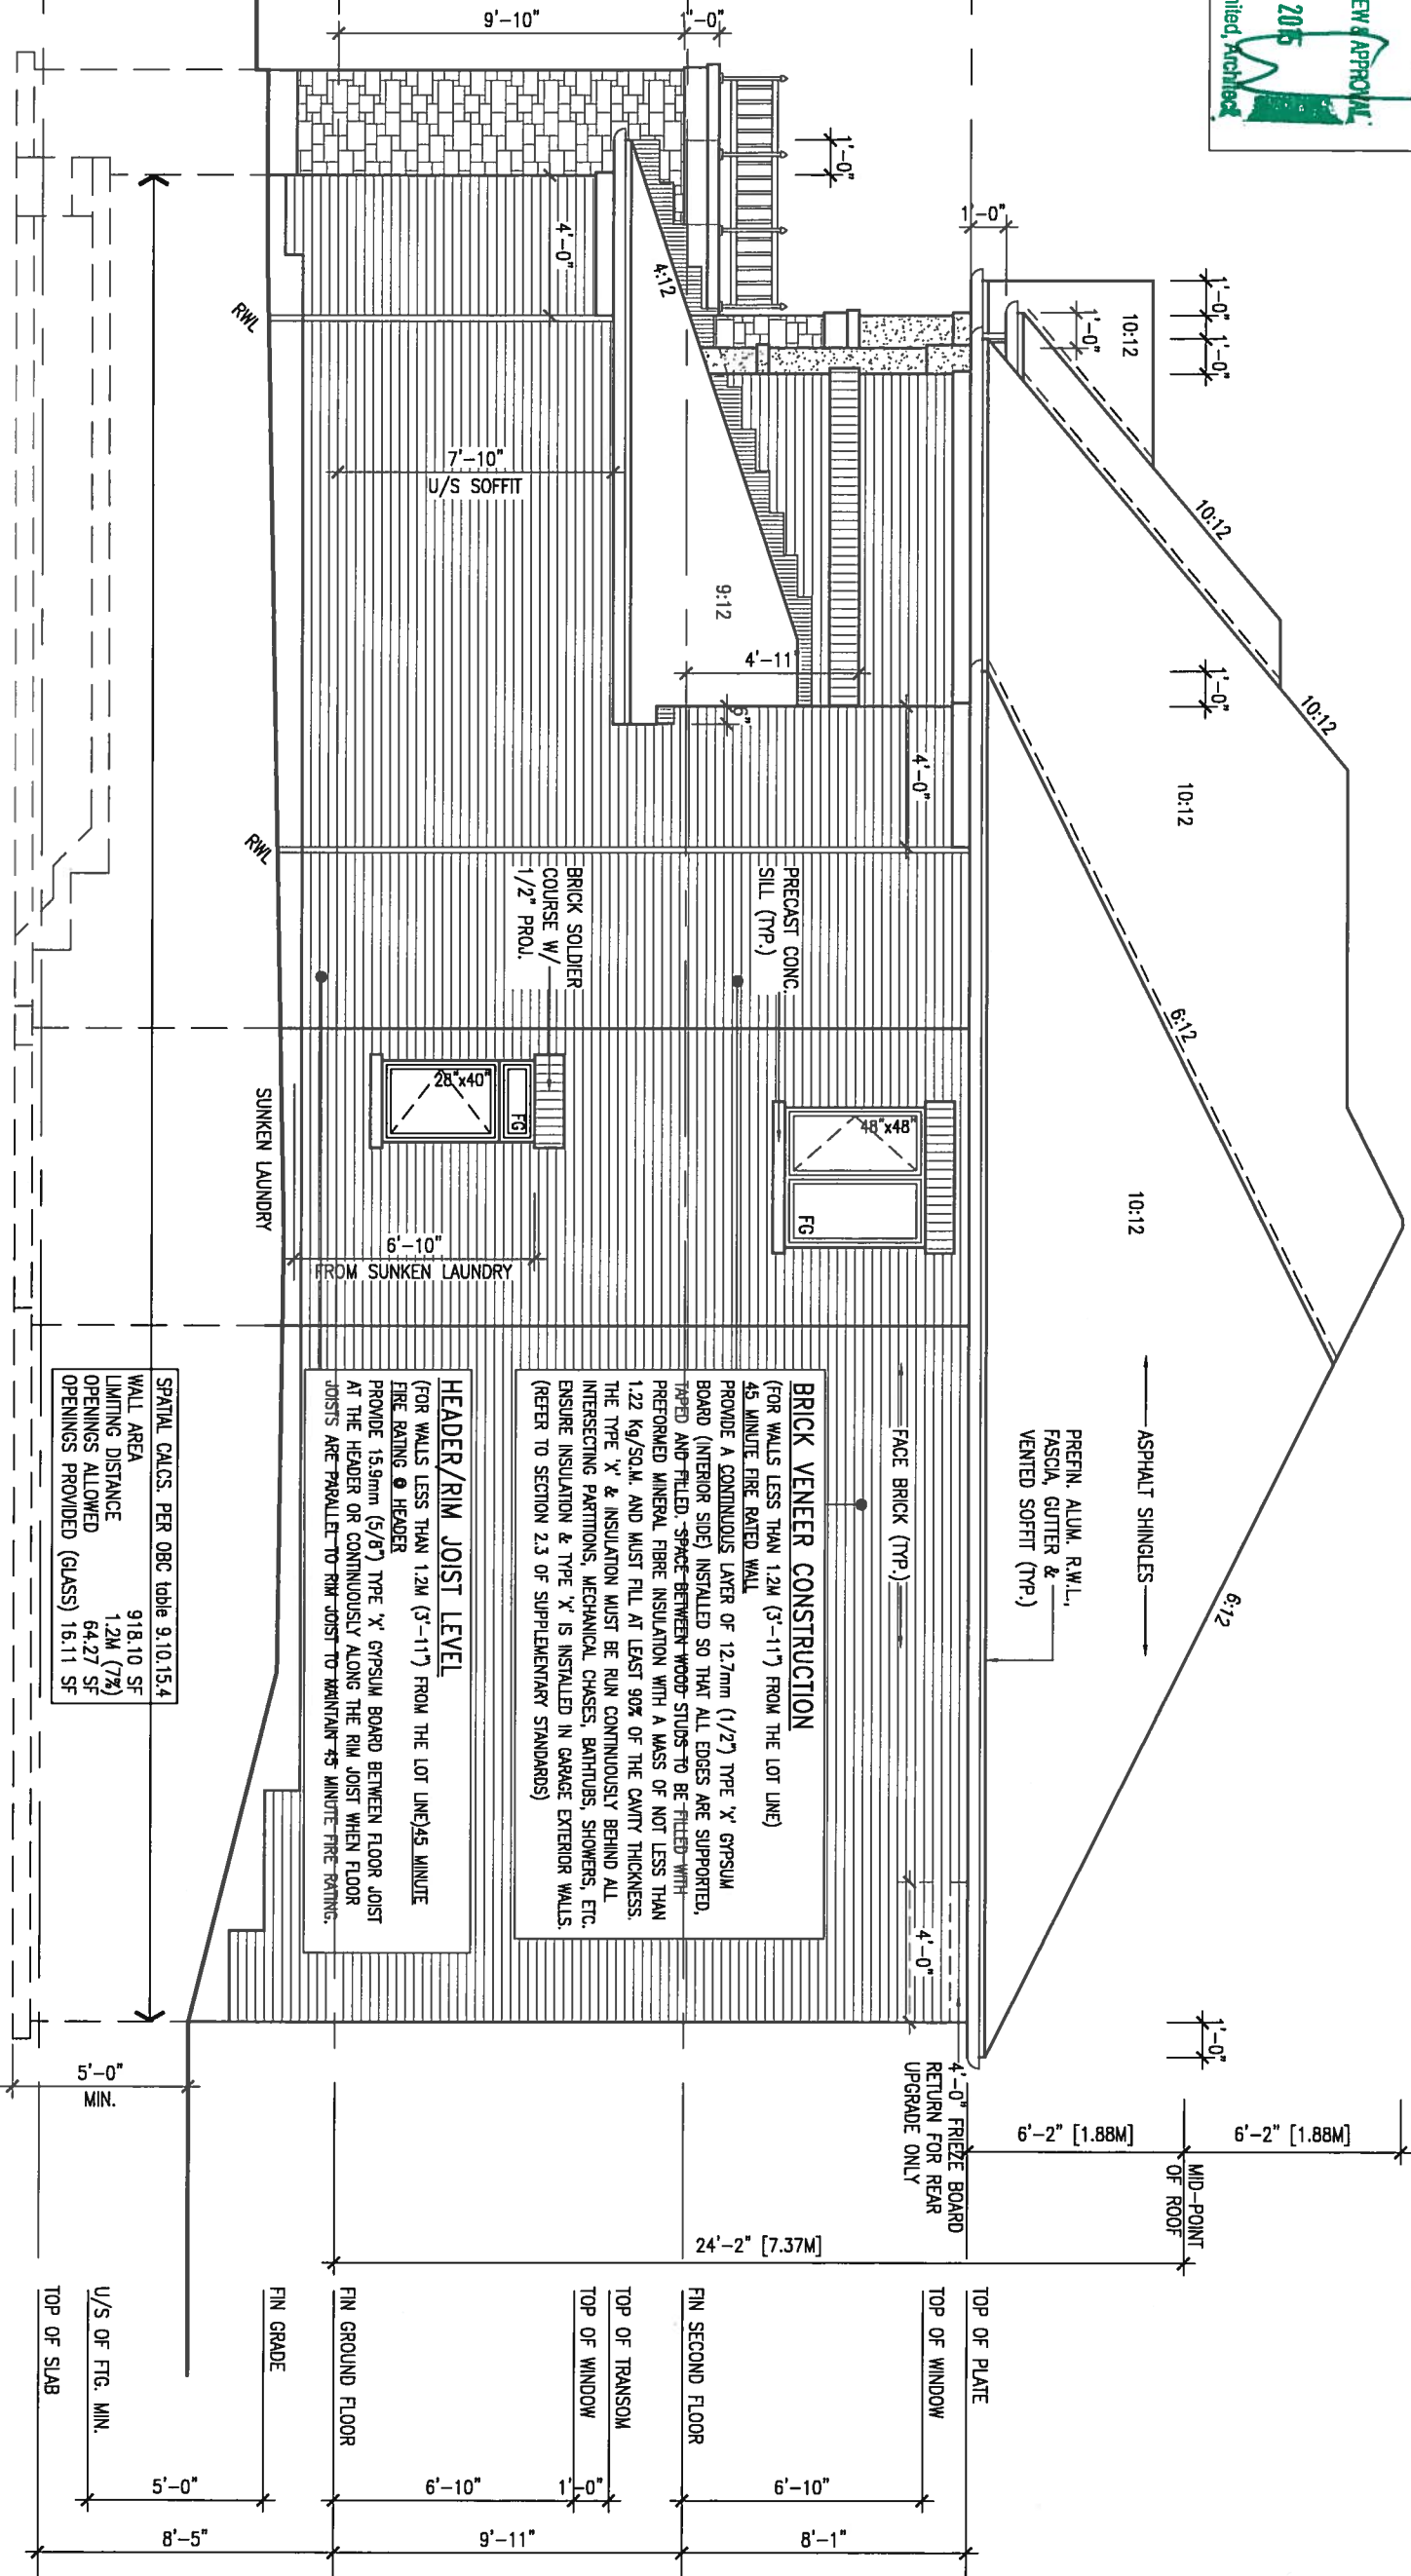 EW & APPROVAL
2015
nited, Architect
9'-10"
1'-0"
1'-0"
1'-0"
1'-0"
1'-0"
1'-0"
10:12
10:12
10:12
1'-0"
10:12
6:12
10:12
6:12
ASPHALT SHINGLES
PREFIN. ALUM. R.W.L.,
FASCIA, GUTTER &
VENTED SOFFIT (TYP.)
1'-0"
4:12
4'-0"
RWL
7'-10"
U/S SOFFIT
9:12
4'-11"
6"
4'-0"
RWL
PRECAST CONC.
SILL (TYP.)
BRICK SOLDIER
COURSE W/
1/2" PROJ.
48"x48"
FG
28"x40"
FG
6'-10"
FROM SUNKEN LAUNDRY
SUNKEN LAUNDRY
FACE BRICK (TYP.)
4'-0"
BRICK VENEER CONSTRUCTION
(FOR WALLS LESS THAN 1.2M (3'-11") FROM THE LOT LINE)
45 MINUTE FIRE RATED WALL
PROVIDE A CONTINUOUS LAYER OF 12.7mm (1/2") TYPE 'X' GYPSUM
BOARD (INTERIOR SIDE) INSTALLED SO THAT ALL EDGES ARE SUPPORTED,
TAPED AND FILLED. SPACE BETWEEN WOOD STUDS TO BE FILLED WITH
PREFORMED MINERAL FIBRE INSULATION WITH A MASS OF NOT LESS THAN
1.22 Kg/SQ.M. AND MUST FILL AT LEAST 90% OF THE CAVITY THICKNESS.
THE TYPE 'X' & INSULATION MUST BE RUN CONTINUOUSLY BEHIND ALL
INTERSECTING PARTITIONS, MECHANICAL CHASES, BATHTUBS, SHOWERS, ETC.
ENSURE INSULATION & TYPE 'X' IS INSTALLED IN GARAGE EXTERIOR WALLS.
(REFER TO SECTION 2.3 OF SUPPLEMENTARY STANDARDS)
HEADER/RIM JOIST LEVEL
(FOR WALLS LESS THAN 1.2M (3'-11") FROM THE LOT LINE)45 MINUTE
FIRE RATING @ HEADER
PROVIDE 15.9mm (5/8") TYPE 'X' GYPSUM BOARD BETWEEN FLOOR JOIST
AT THE HEADER OR CONTINUOUSLY ALONG THE RIM JOIST WHEN FLOOR
JOISTS ARE PARALLEL TO RIM JOIST TO MAINTAIN 45 MINUTE FIRE RATING.
SPATIAL CALCS. PER OBC table 9.10.15.4
WALL AREA 918.10 SF
LIMITING DISTANCE 1.2M (7%)
OPENINGS ALLOWED 64.27 SF
OPENINGS PROVIDED (GLASS) 16.11 SF
5'-0"
MIN.
4'-0" FRIEZE BOARD
RETURN FOR REAR
UPGRADE ONLY
6'-2" [1.88M]
6'-2" [1.88M]
MID-POINT
OF ROOF
24'-2" [7.37M]
TOP OF PLATE
TOP OF WINDOW
FIN SECOND FLOOR
TOP OF TRANSOM
TOP OF WINDOW
FIN GROUND FLOOR
FIN GRADE
U/S OF FTG. MIN.
TOP OF SLAB
6'-10"
1'-0"
6'-10"
5'-0"
8'-1"
9'-11"
8'-5"